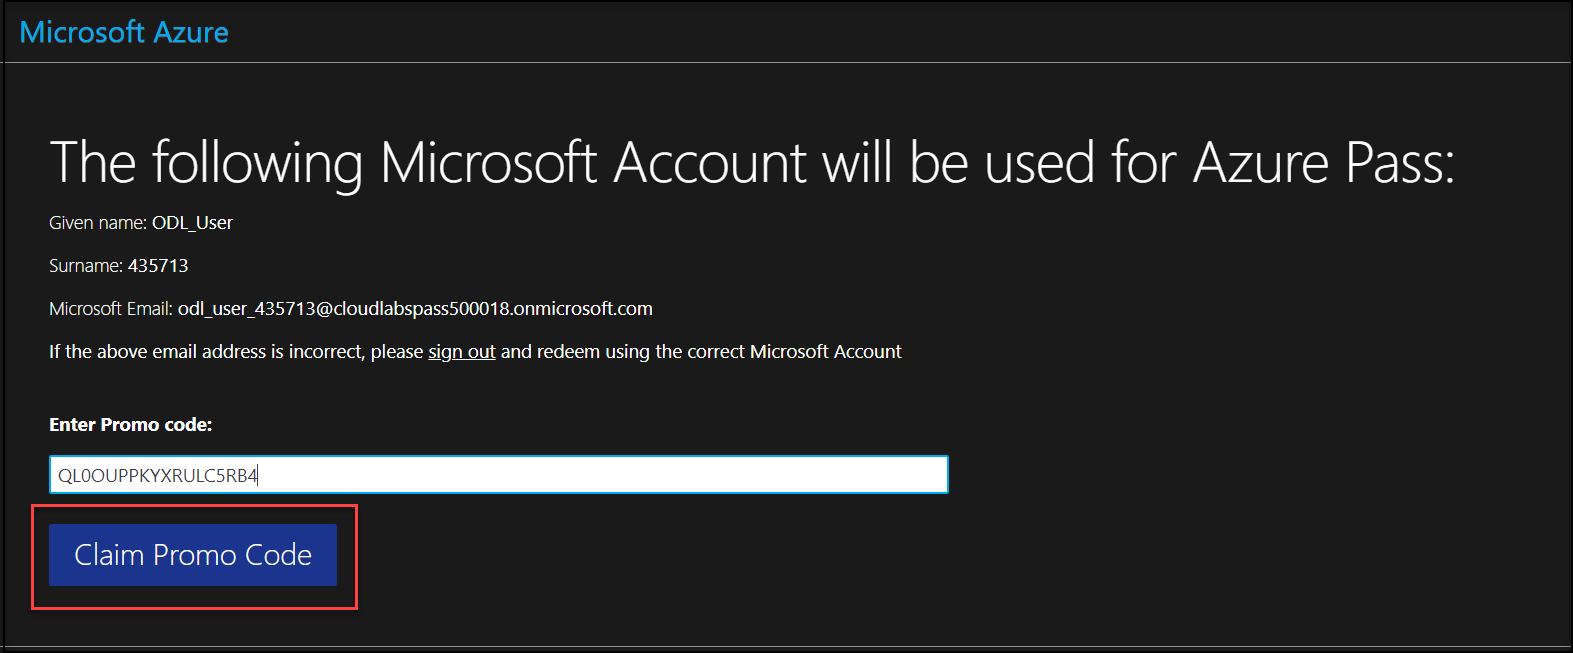 Microsoft Azure
The following Microsoft Account will be used for Azure Pass:
Given name: ODL_User
Surname: 435713
Microsoft Email: odl_user_435713@cloudlabspass500018.onmicrosoft.com
If the above email address is incorrect, please sign out and redeem using the correct Microsoft Account
Enter Promo code:
QL0OUPPKYXRULC5RB4
Claim Promo Code